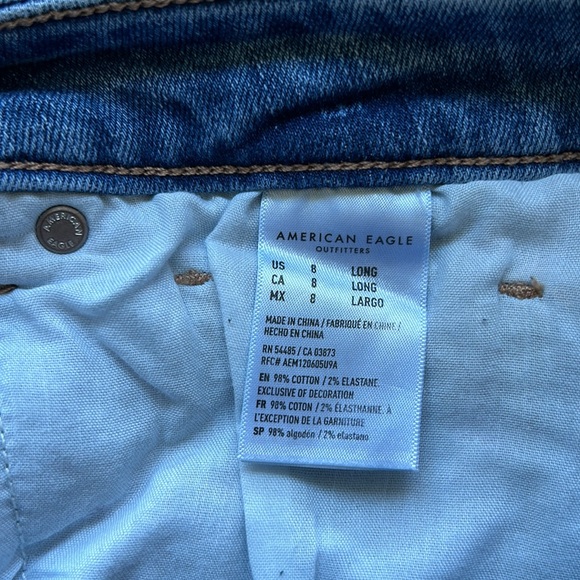 AMERICAN
EAGLE
AMERICAN EAGLE
OUTFITTERS
US 8 LONG
CA 8 LONG
MX 8 LARGO
MADE IN CHINA / FABRIQUÉ EN CHINE /
HECHO EN CHINA
RN 54485 / CA 03873
RFC# AEM120605U9A
EN 98% COTTON / 2% ELASTANE.
EXCLUSIVE OF DECORATION
FR 98% COTON / 2% ÉLASTHANNE. À
L'EXCEPTION DE LA GARNITURE
SP 98% algodón / 2% elastano